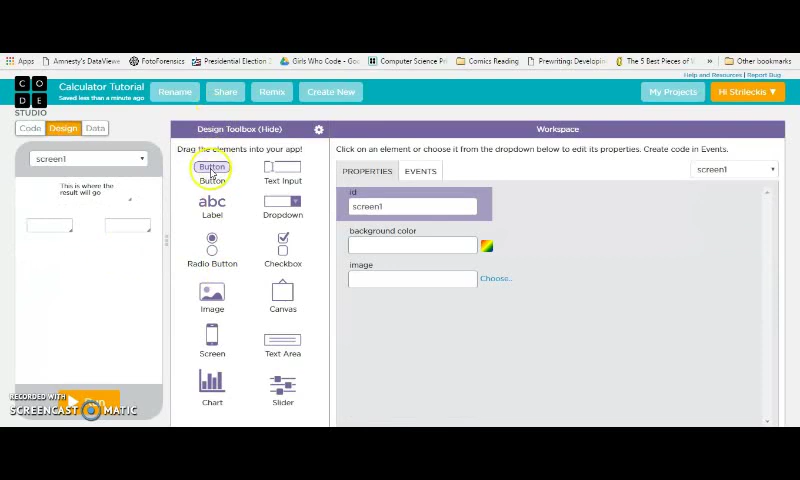 Apps Amnesty's DataViewe FotoForensics Presidential Election Girls Who Code - Goo Computer Science Pr Comics Reading Prewriting: Developin The 5 Best Pieces of » Other bookmarks
Help and Resources | Report Bug
CODE
STUDIO
Calculator Tutorial
Saved less than a minute ago
Rename
Share
Remix
Create New
My Projects
Hi Strileckis ▼
Code Design Data
Design Toolbox (Hide)
Workspace
screen1
This is where the
result will go
Drag the elements into your app!
Button
Button
Text Input
abc
Label
Dropdown
Radio Button
Checkbox
Image
Canvas
Screen
Text Area
Chart
Slider
Click on an element or choose it from the dropdown below to edit its properties. Create code in Events.
PROPERTIES
EVENTS
screen1
id
screen1
background color
image
Choose..
RECORDED WITH
SCREENCAST MATIC